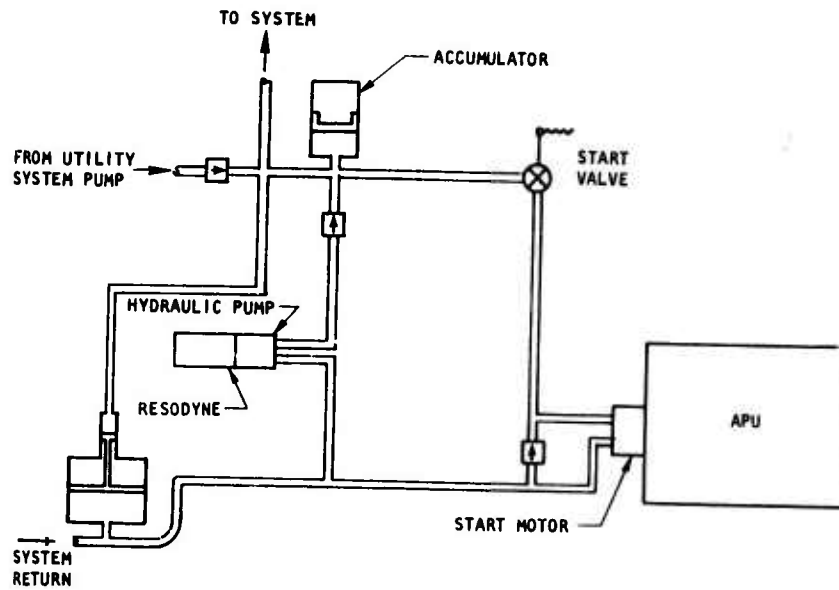 TO SYSTEM
ACCUMULATOR
FROM UTILITY
SYSTEM PUMP
START
VALVE
HYDRAULIC PUMP
RESODYNE
APU
START MOTOR
SYSTEM
RETURN